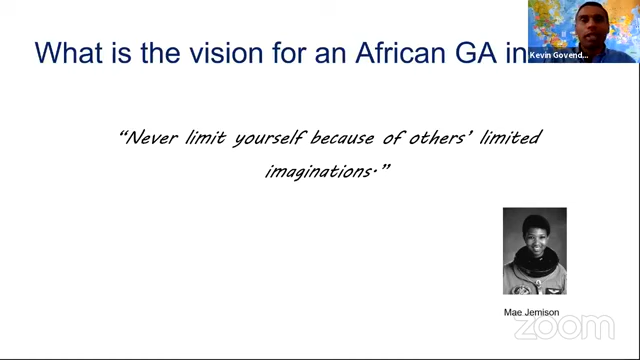 What is the vision for an African GA in
Kevin Govend...
“Never limit yourself because of others’ limited
imaginations.”
Mae Jemison
zoom